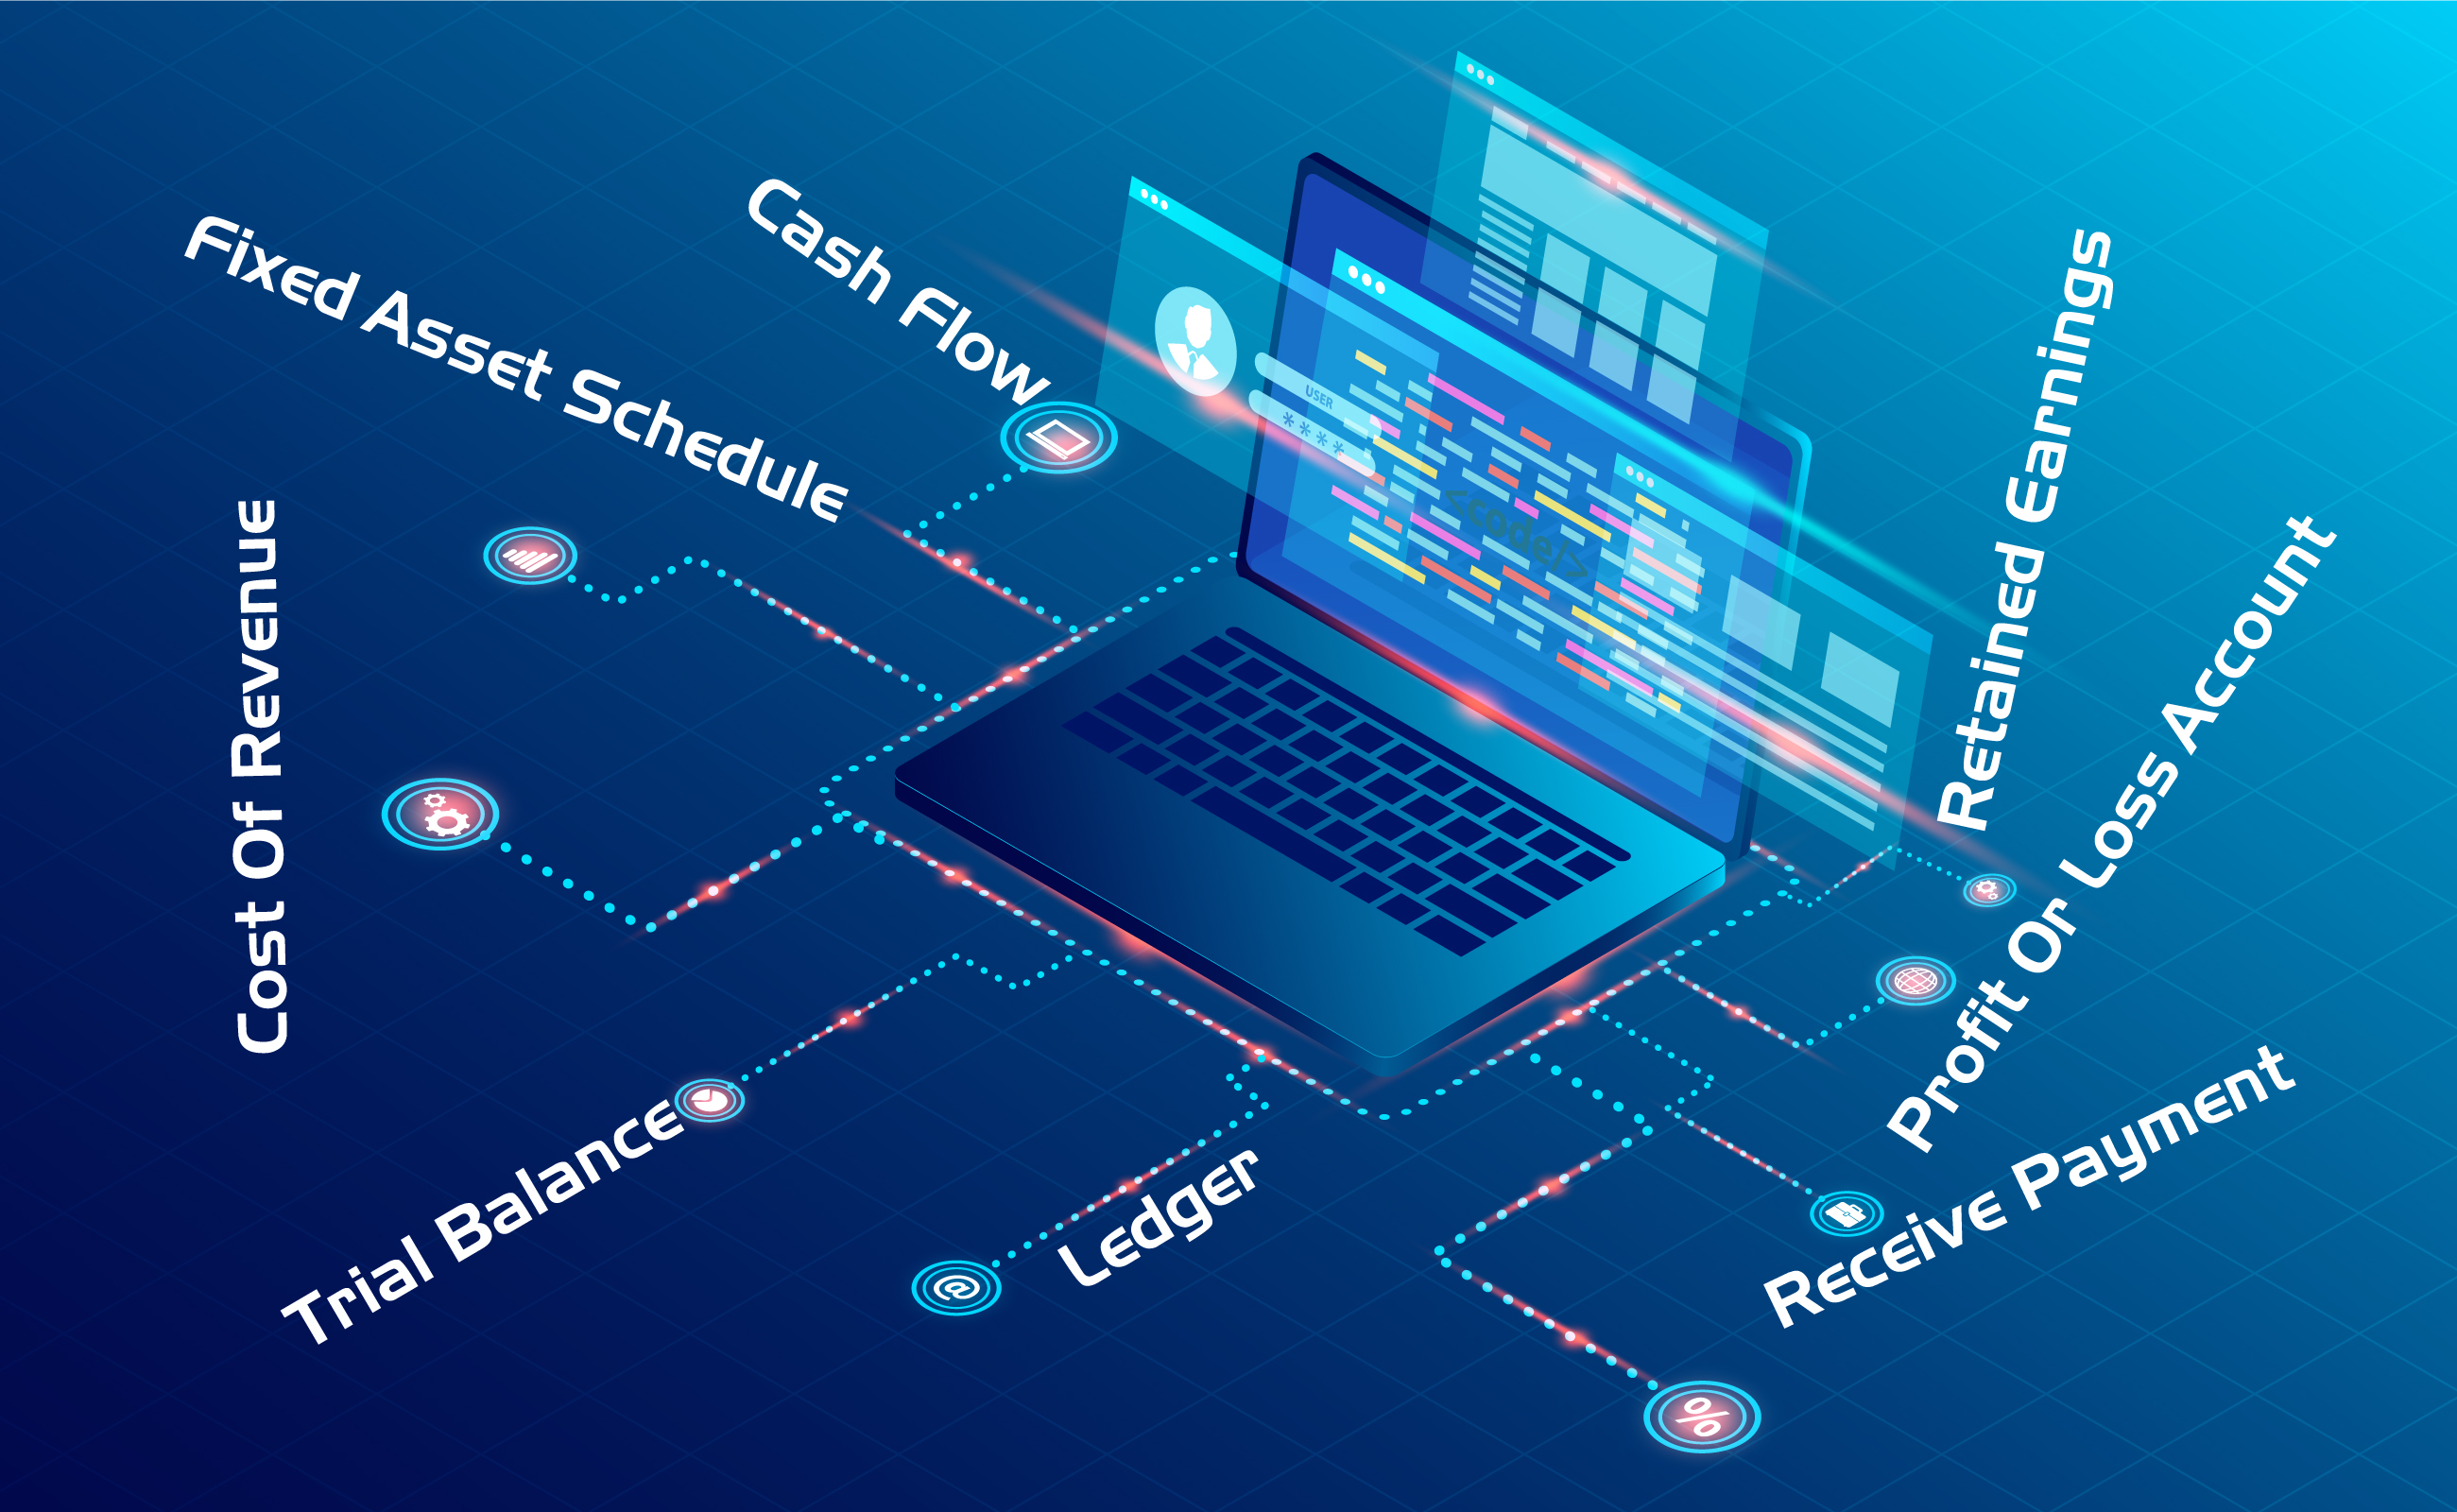 Cash Flow
Fixed Asset Schedule
Cost Of Revenue
Trial Balance
Ledger
Receive Payment
Profit Or Loss Account
Retained Earnings
USER
****
<code/>
@
%